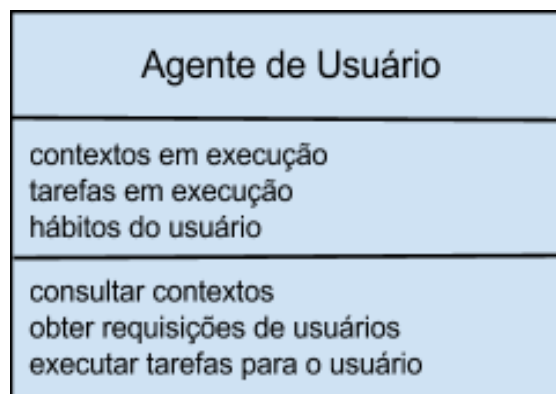 Agente de Usuário
contextos em execução
tarefas em execução
hábitos do usuário
consultar contextos
obter requisições de usuários
executar tarefas para o usuário